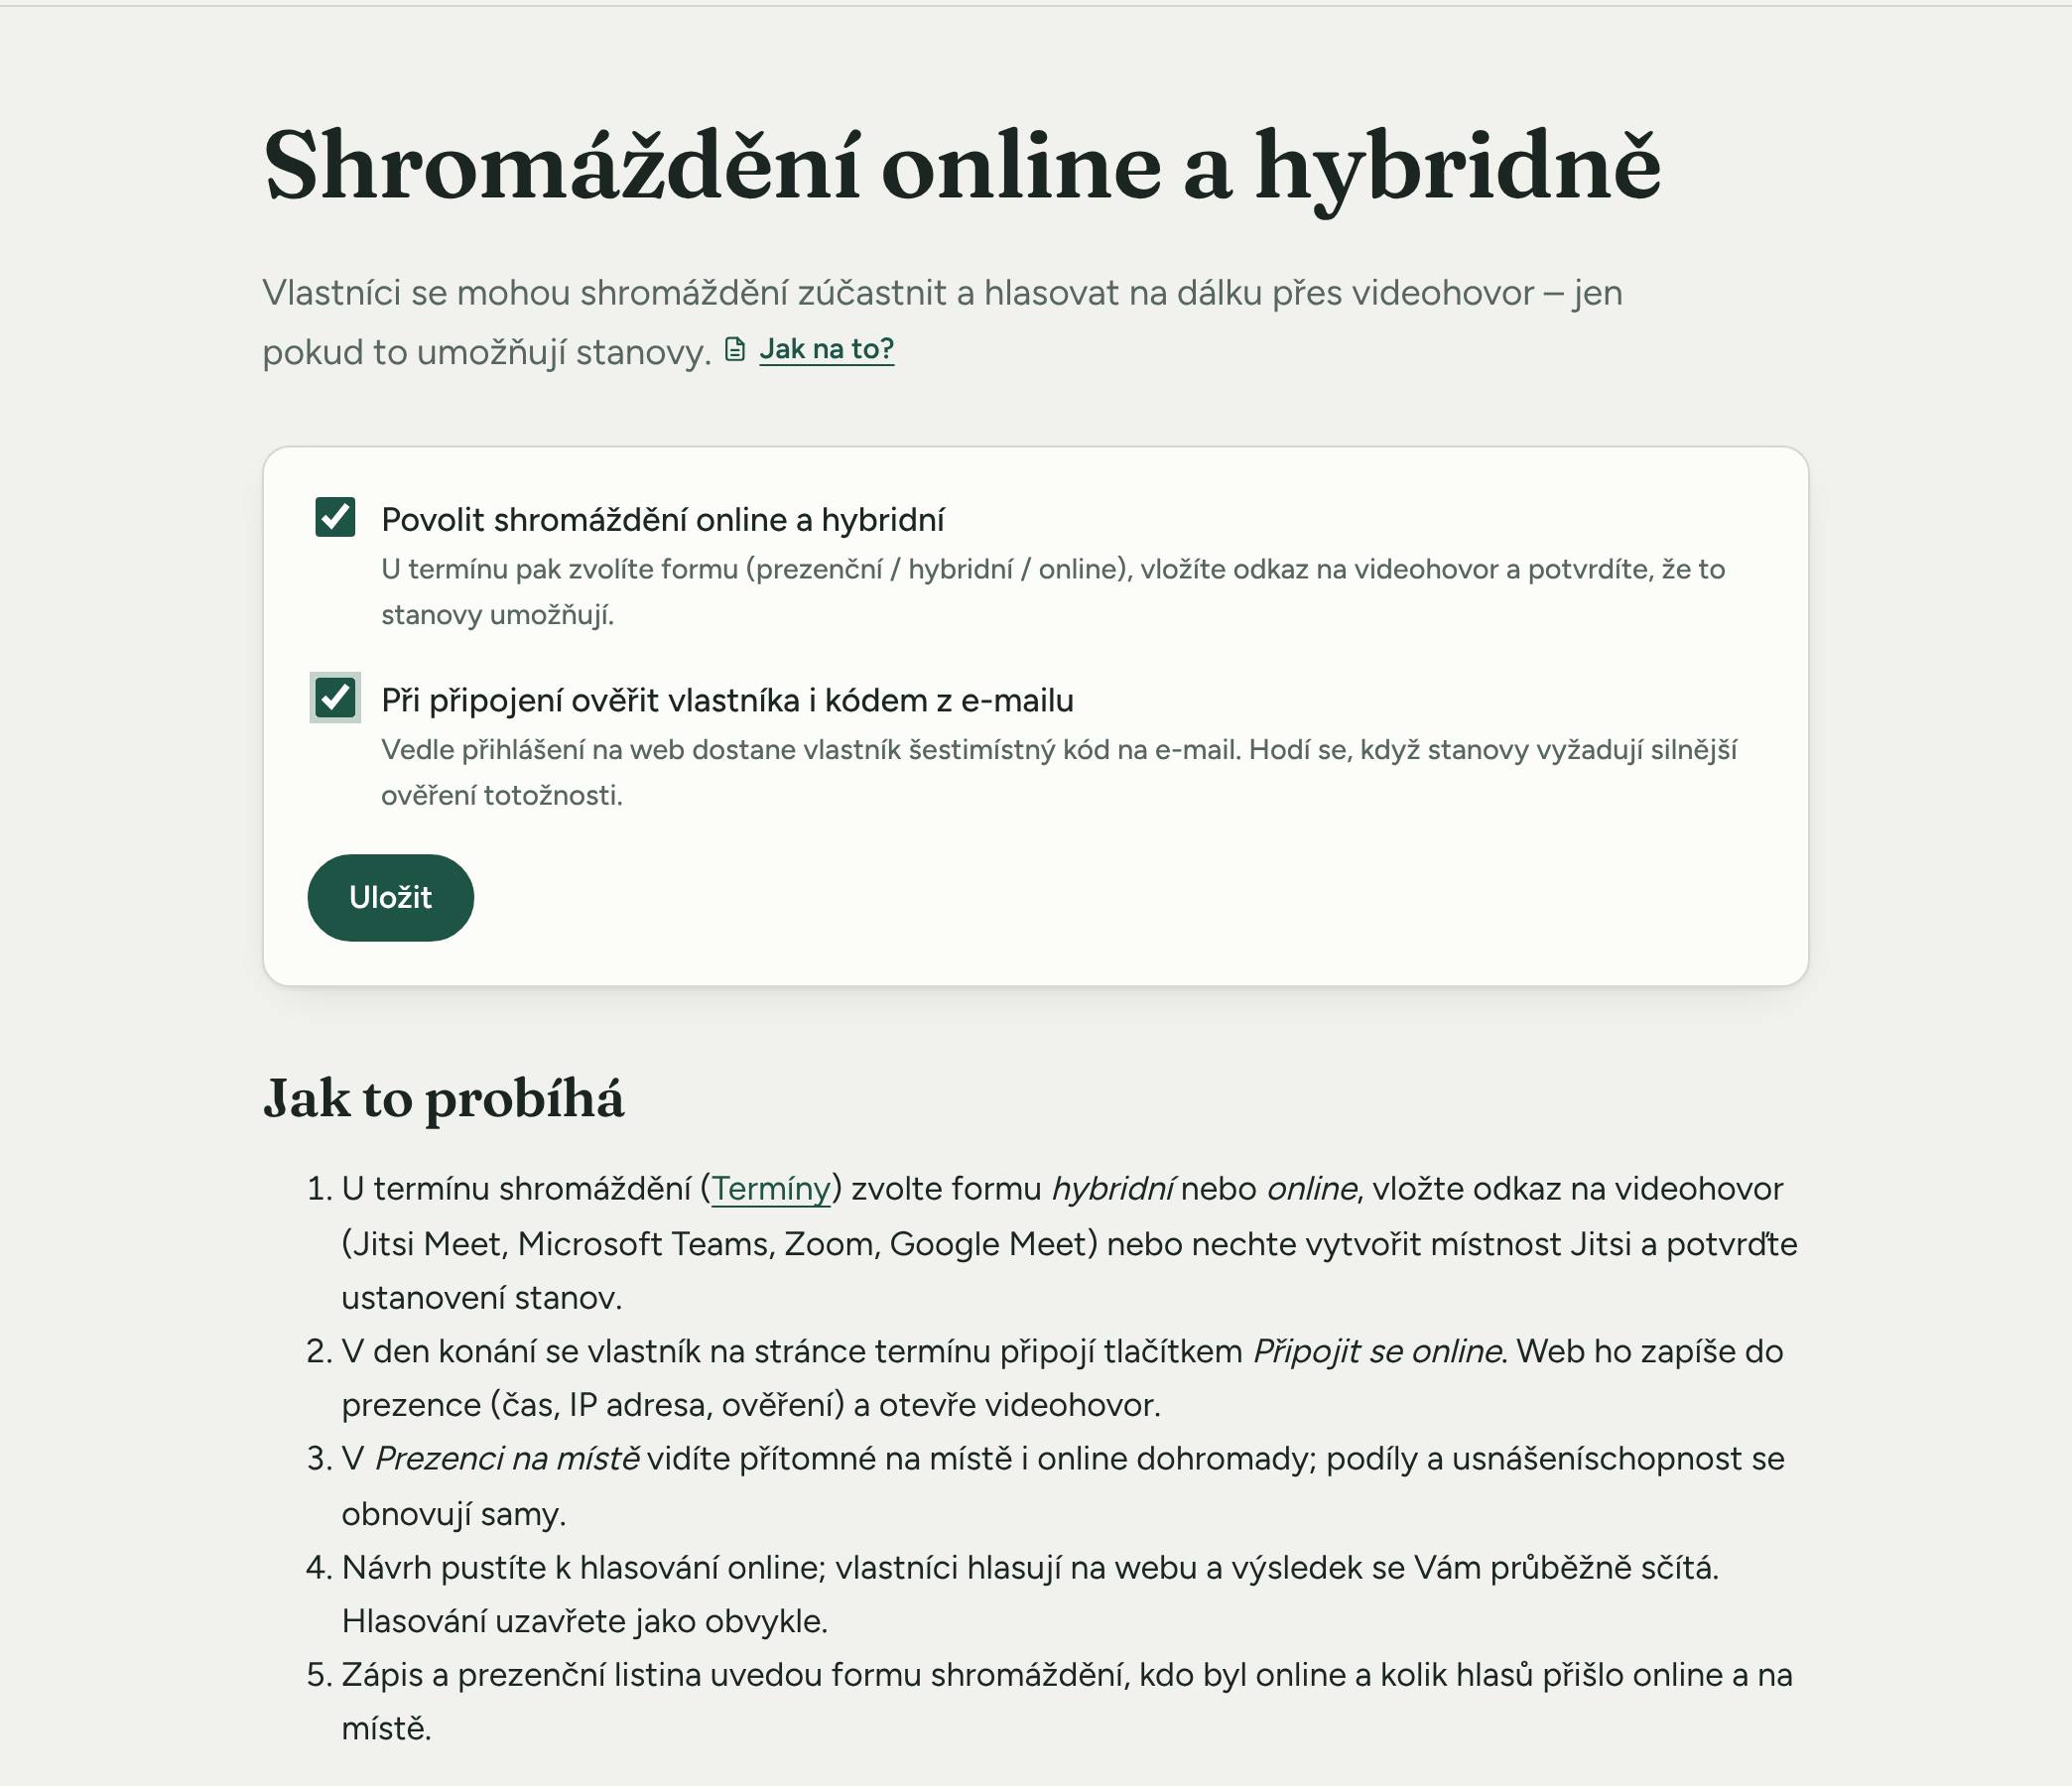 Shromáždění online a hybridně
Vlastníci se mohou shromáždění zúčastnit a hlasovat na dálku přes videohovor – jen
pokud to umožňují stanovy. Jak na to?
Povolit shromáždění online a hybridní
U termínu pak zvolíte formu (prezenční / hybridní / online), vložíte odkaz na videohovor a potvrdíte, že to
stanovy umožňují.
Při připojení ověřit vlastníka i kódem z e-mailu
Vedle přihlášení na web dostane vlastník šestimístný kód na e-mail. Hodí se, když stanovy vyžadují silnější
ověření totožnosti.
Uložit
Jak to probíhá
1. U termínu shromáždění (Termíny) zvolte formu hybridní nebo online, vložte odkaz na videohovor
(Jitsi Meet, Microsoft Teams, Zoom, Google Meet) nebo nechte vytvořit místnost Jitsi a potvrďte
ustanovení stanov.
2. V den konání se vlastník na stránce termínu připojí tlačítkem Připojit se online. Web ho zapíše do
prezence (čas, IP adresa, ověření) a otevře videohovor.
3. V Prezenci na místě vidíte přítomné na místě i online dohromady; podíly a usnášeníschopnost se
obnovují samy.
4. Návrh pustíte k hlasování online; vlastníci hlasují na webu a výsledek se Vám průběžně sčítá.
Hlasování uzavřete jako obvykle.
5. Zápis a prezenční listina uvedou formu shromáždění, kdo byl online a kolik hlasů přišlo online a na
místě.